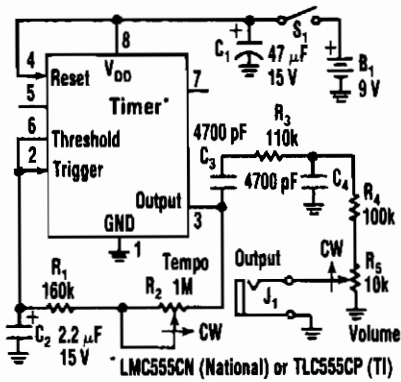 4
8
Reset
V_DD
7
Timer*
5
6
Threshold
2
Trigger
Output
3
GND
1
+
C1
47 µF
15 V
S1
+
B1
9 V
R3
110k
4700 pF
C3
4700 pF
C4
R4
100k
CW
R5
10k
Volume
Output
J1
R1
160k
R2
Tempo
1M
CW
+
C2
2.2 µF
15 V
*LMC555CN (National) or TLC555CP (TI)